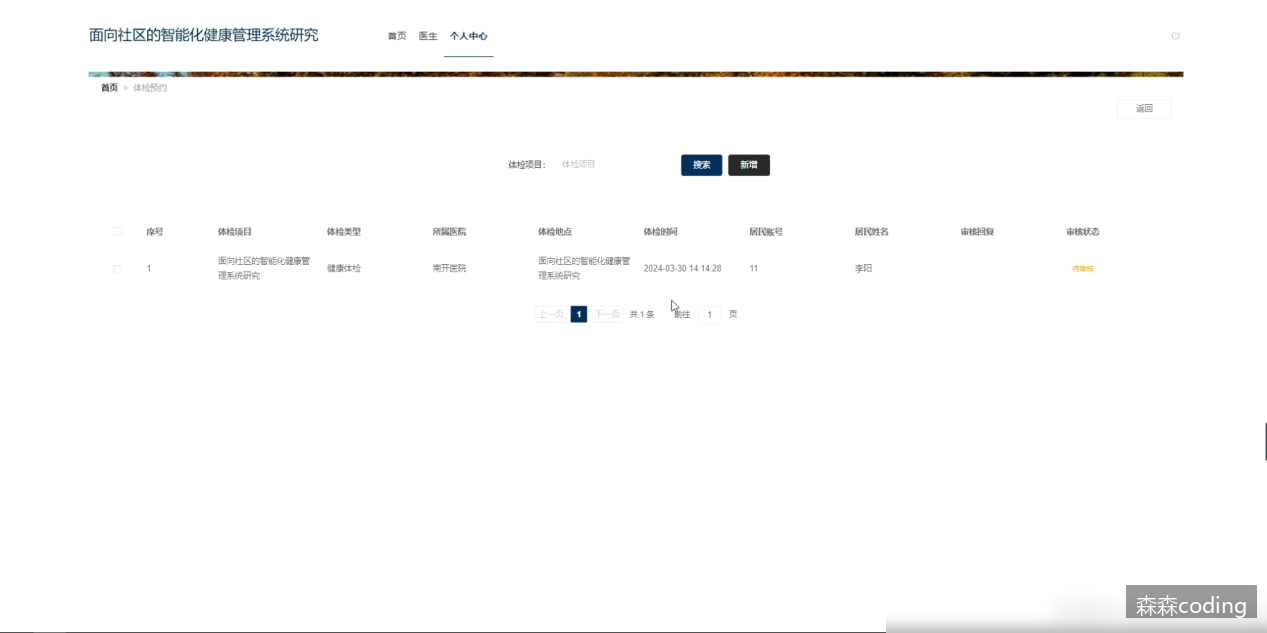 面向社区的智能化健康管理系统研究
首页 医生 个人中心
首页 > 体检预约
返回
体检项目: 体检项目 搜索 新增
序号 体检项目 体检类型 所属医院 体检地点 体检时间 居民账号 居民姓名 审核回复 审核状态
1 面向社区的智能化健康管理系统研究 健康体检 南开医院 面向社区的智能化健康管理系统研究 2024-03-30 14:14:28 11 李阳 待审核
上一页 1 下一页 共 1 条 前往 1 页
森森coding